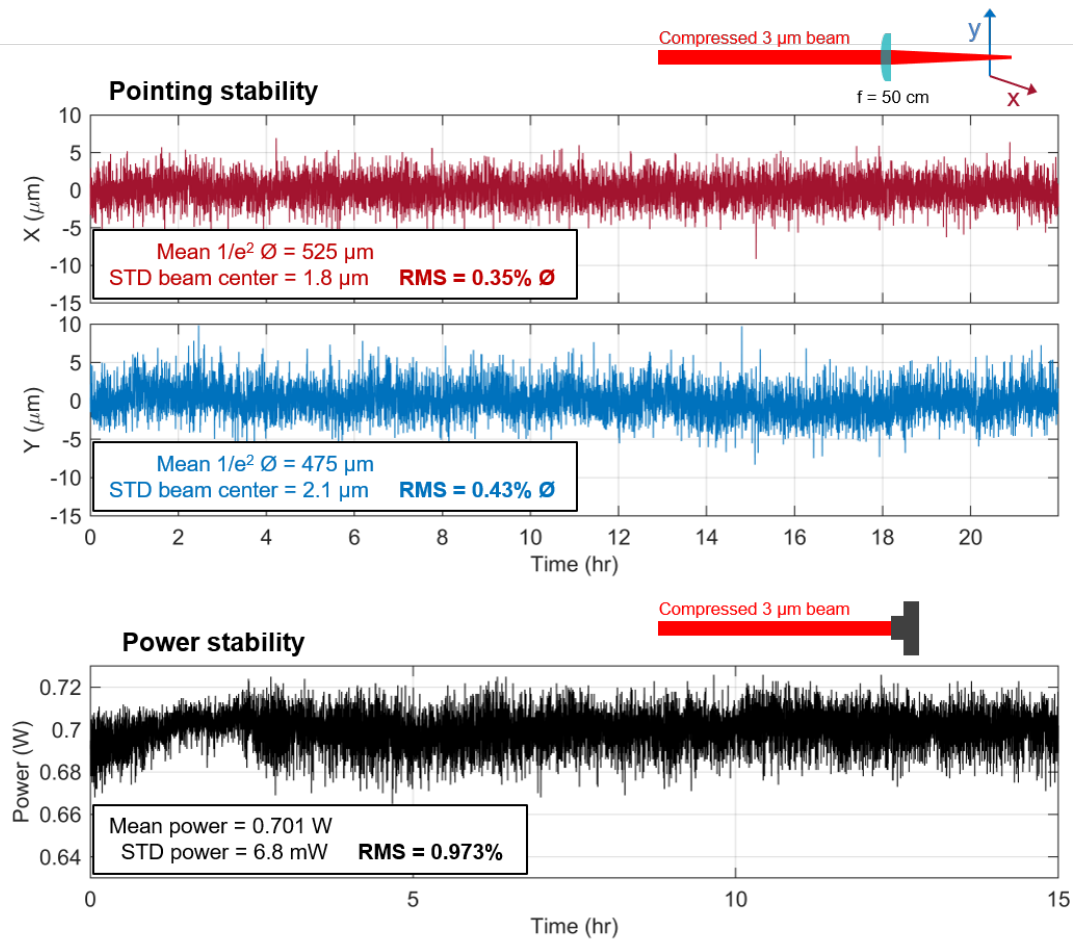 Compressed 3 µm beam
y
x
f = 50 cm
Pointing stability
10
5
0
-5
-10
-15
X (µm)
Mean 1/e² Ø = 525 µm
STD beam center = 1.8 µm RMS = 0.35% Ø
10
5
0
-5
-10
-15
Y (µm)
Mean 1/e² Ø = 475 µm
STD beam center = 2.1 µm RMS = 0.43% Ø
0 2 4 6 8 10 12 14 16 18 20
Time (hr)
Compressed 3 µm beam
Power stability
0.72
0.7
0.68
0.66
0.64
Power (W)
Mean power = 0.701 W
STD power = 6.8 mW RMS = 0.973%
0 5 10 15
Time (hr)